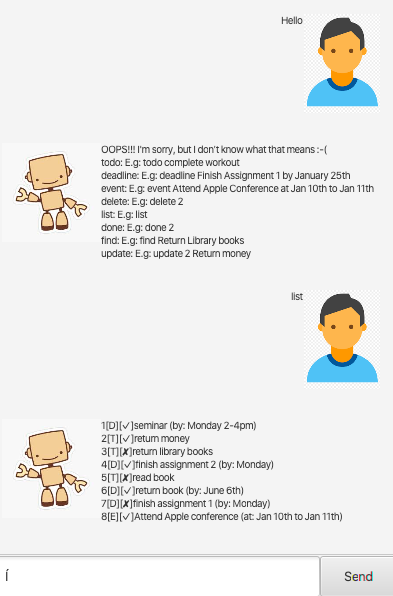 Hello
OOPS!!! I'm sorry, but I don't know what that means :-(
todo: E.g: todo complete workout
deadline: E.g: deadline Finish Assignment 1 by January 25th
event: E.g: event Attend Apple Conference at Jan 10th to Jan 11th
delete: E.g: delete 2
list: E.g: list
done: E.g: done 2
find: E.g: find Return Library books
update: E.g: update 2 Return money
list
1[D][✓]seminar (by: Monday 2-4pm)
2[T][✓]return money
3[T][✘]return library books
4[D][✓]finish assignment 2 (by: Monday)
5[T][✘]read book
6[D][✓]return book (by: June 6th)
7[D][✘]finish assignment 1 (by: Monday)
8[E][✓]Attend Apple conference (at: Jan 10th to Jan 11th)
Send